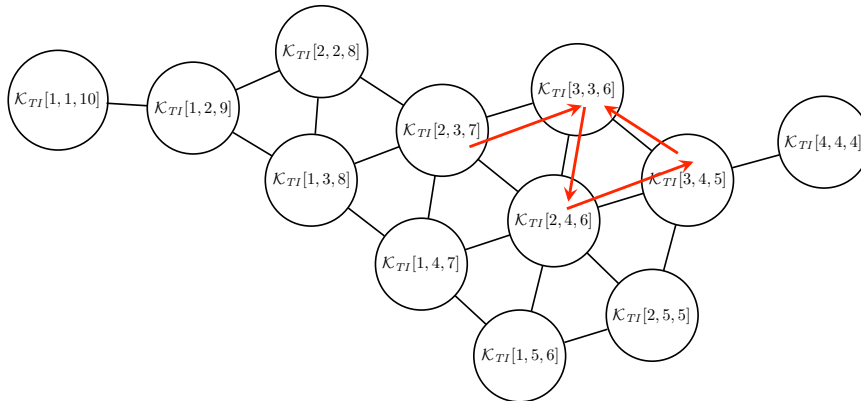 𝒦_{TI}[2, 2, 8]
𝒦_{TI}[3, 3, 6]
𝒦_{TI}[1, 1, 10]
𝒦_{TI}[1, 2, 9]
𝒦_{TI}[2, 3, 7]
𝒦_{TI}[4, 4, 4]
𝒦_{TI}[1, 3, 8]
𝒦_{TI}[3, 4, 5]
𝒦_{TI}[2, 4, 6]
𝒦_{TI}[1, 4, 7]
𝒦_{TI}[2, 5, 5]
𝒦_{TI}[1, 5, 6]